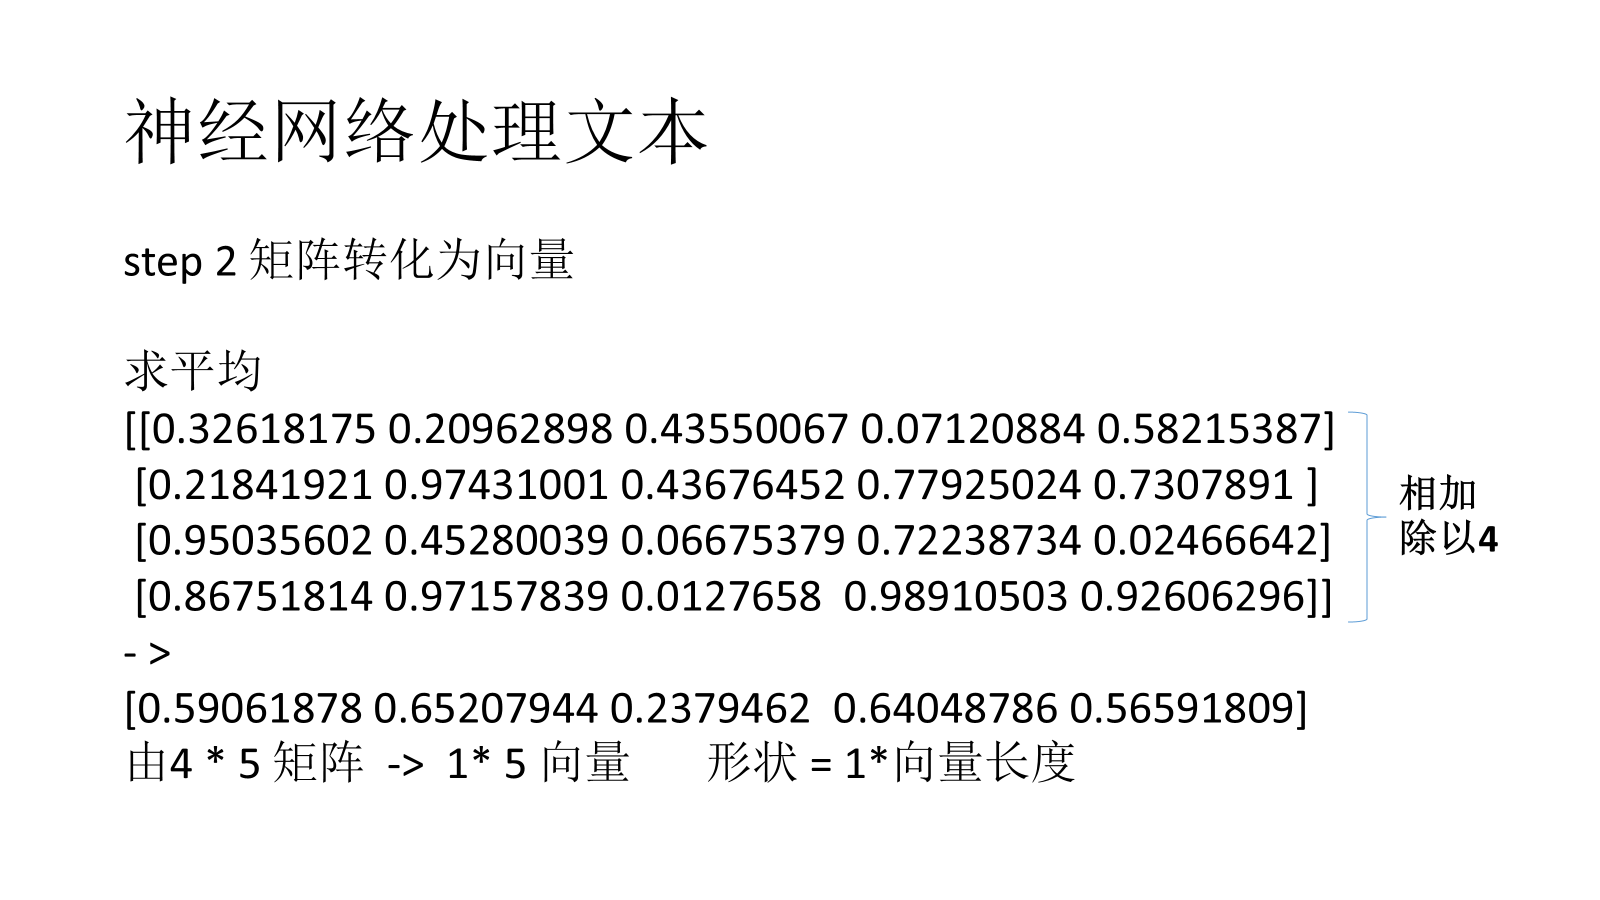 神经网络处理文本
step 2 矩阵转化为向量
求平均
[[0.32618175 0.20962898 0.43550067 0.07120884 0.58215387]
[0.21841921 0.97431001 0.43676452 0.77925024 0.7307891 ]
[0.95035602 0.45280039 0.06675379 0.72238734 0.02466642]
[0.86751814 0.97157839 0.0127658  0.98910503 0.92606296]]
相加
除以4
- >
[0.59061878 0.65207944 0.2379462  0.64048786 0.56591809]
由4 * 5 矩阵  ->  1* 5 向量      形状 = 1*向量长度